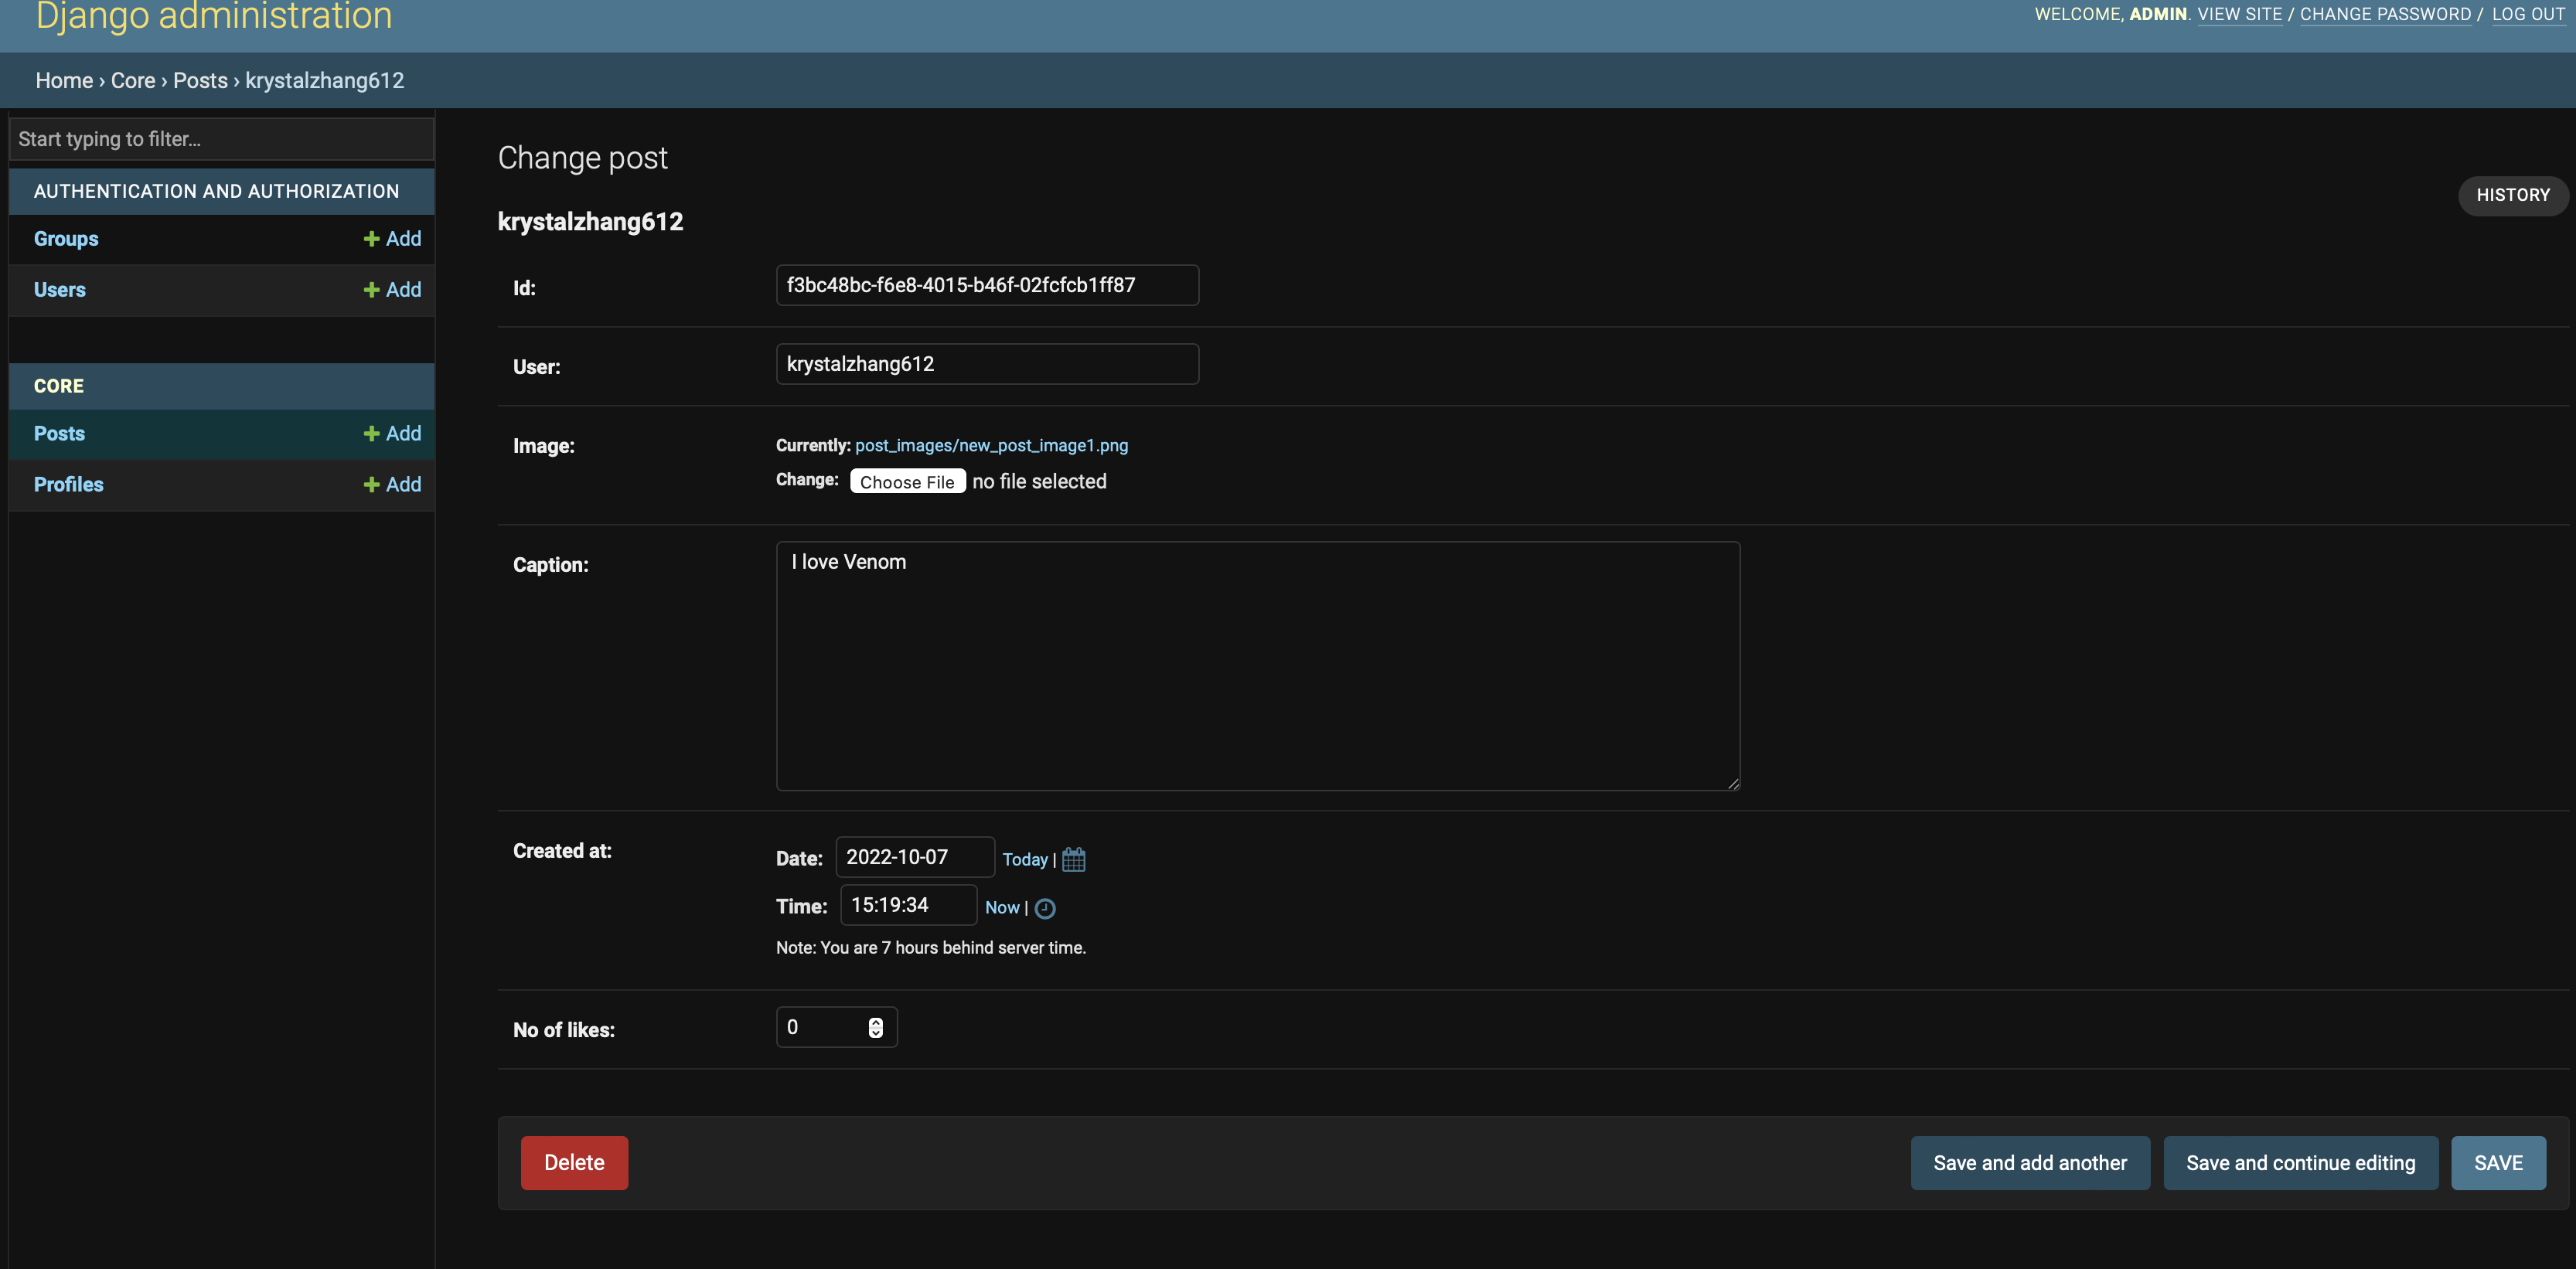 Django administration
WELCOME, ADMIN. VIEW SITE / CHANGE PASSWORD / LOG OUT
Home › Core › Posts › krystalzhang612
Start typing to filter...
AUTHENTICATION AND AUTHORIZATION
Groups + Add
Users + Add
CORE
Posts + Add
Profiles + Add
Change post
HISTORY
krystalzhang612
Id: f3bc48bc-f6e8-4015-b46f-02fcfcb1ff87
User: krystalzhang612
Image: Currently: post_images/new_post_image1.png
Change: Choose File no file selected
Caption: I love Venom
Created at: Date: 2022-10-07 Today |
Time: 15:19:34 Now |
Note: You are 7 hours behind server time.
No of likes: 0
Delete Save and add another Save and continue editing SAVE